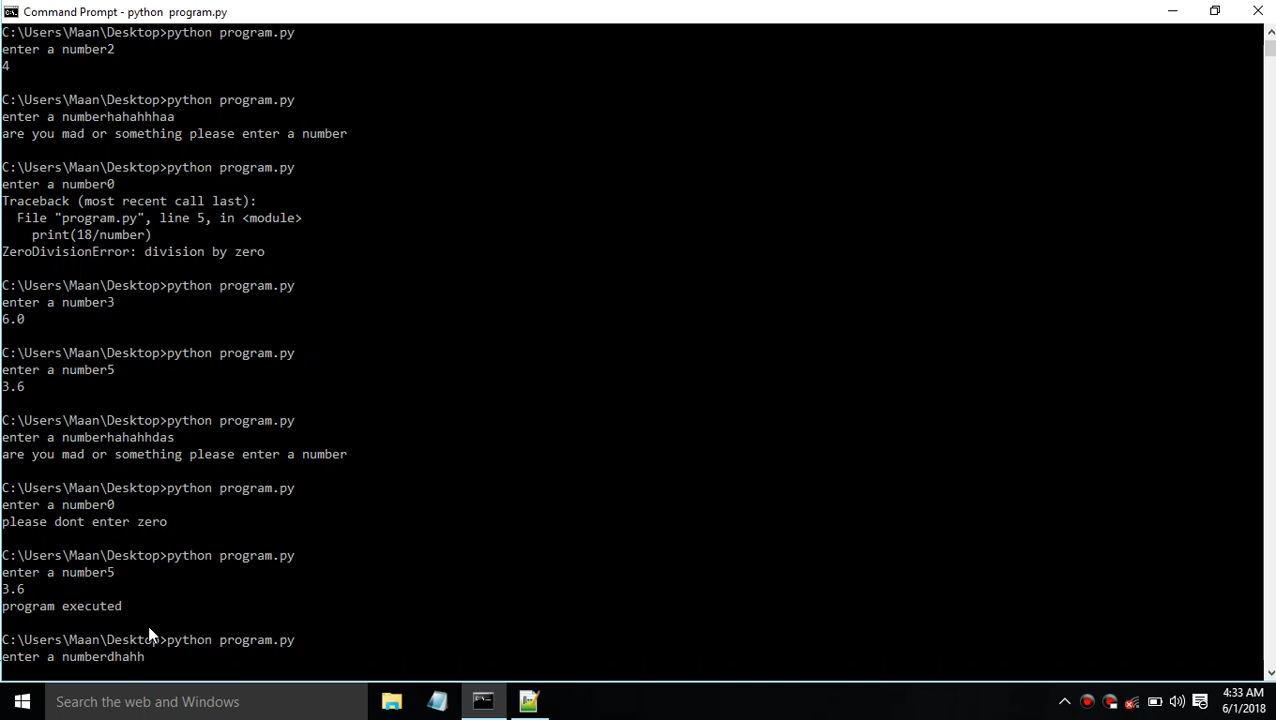 Command Prompt - python  program.py
C:\Users\Maan\Desktop>python program.py
enter a number2
4
C:\Users\Maan\Desktop>python program.py
enter a numberhahahhhaa
are you mad or something please enter a number
C:\Users\Maan\Desktop>python program.py
enter a number0
Traceback (most recent call last):
  File "program.py", line 5, in <module>
    print(18/number)
ZeroDivisionError: division by zero
C:\Users\Maan\Desktop>python program.py
enter a number3
6.0
C:\Users\Maan\Desktop>python program.py
enter a number5
3.6
C:\Users\Maan\Desktop>python program.py
enter a numberhahahhdas
are you mad or something please enter a number
C:\Users\Maan\Desktop>python program.py
enter a number0
please dont enter zero
C:\Users\Maan\Desktop>python program.py
enter a number5
3.6
program executed
C:\Users\Maan\Desktop>python program.py
enter a numberdhahh
Search the web and Windows
4:33 AM
6/1/2018